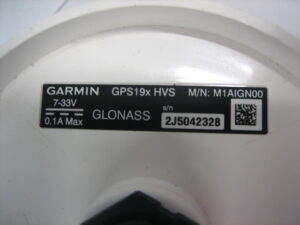 GARMIN GPS19x HVS M/N: M1AIGN00
7-33V
0.1A Max GLONASS s/n 2J5042328